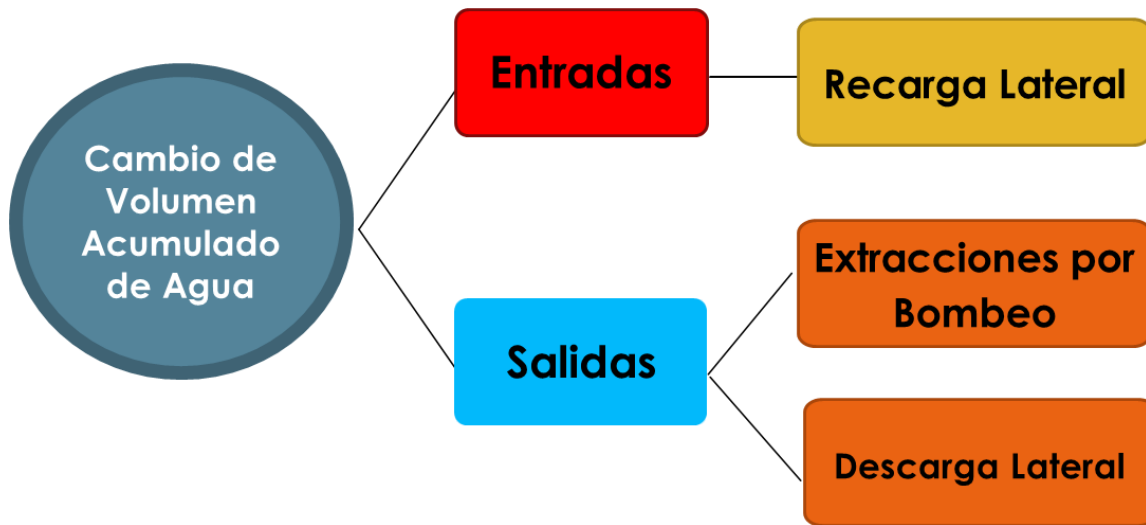 Cambio de
Volumen
Acumulado
de Agua
Entradas
Recarga Lateral
Salidas
Extracciones por
Bombeo
Descarga Lateral